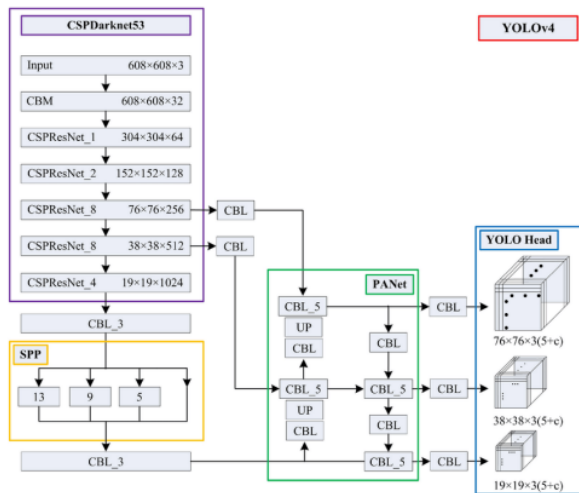 CSPDarknet53
YOLOv4
Input 608×608×3
CBM 608×608×32
CSPResNet_1 304×304×64
CSPResNet_2 152×152×128
CSPResNet_8 76×76×256
CBL
CSPResNet_8 38×38×512
CBL
CSPResNet_4 19×19×1024
CBL_3
SPP
13 9 5
CBL_3
PANet
CBL_5
UP
CBL
CBL_5
UP
CBL
CBL
CBL_5
CBL
CBL_5
CBL
CBL
CBL
YOLO Head
76×76×3(5+c)
38×38×3(5+c)
19×19×3(5+c)